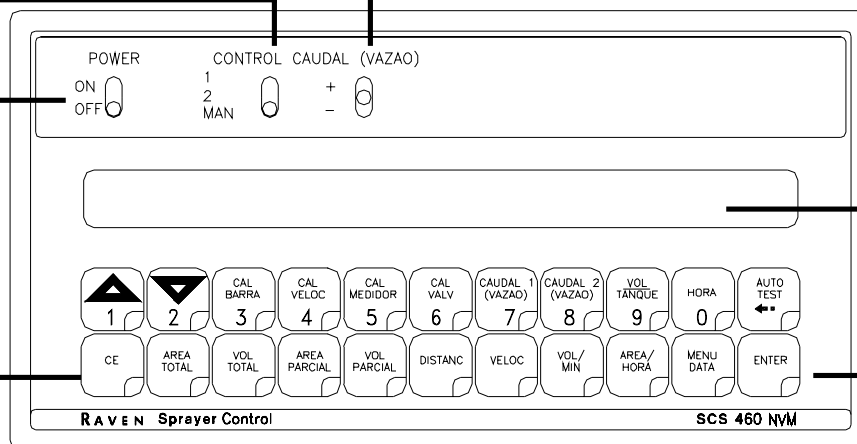 POWER
ON
OFF
CONTROL
1
2
MAN
CAUDAL (VAZAO)
+
−
1
2
CAL
BARRA
3
CAL
VELOC
4
CAL
MEDIDOR
5
CAL
VALV
6
CAUDAL 1
(VAZAO)
7
CAUDAL 2
(VAZAO)
8
VOL
TANQUE
9
HORA
0
AUTO
TEST
CE
AREA
TOTAL
VOL
TOTAL
AREA
PARCIAL
VOL
PARCIAL
DISTANC
VELOC
VOL/
MIN
AREA/
HORA
MENU
DATA
ENTER
RAVEN Sprayer Control
SCS 460 NVM